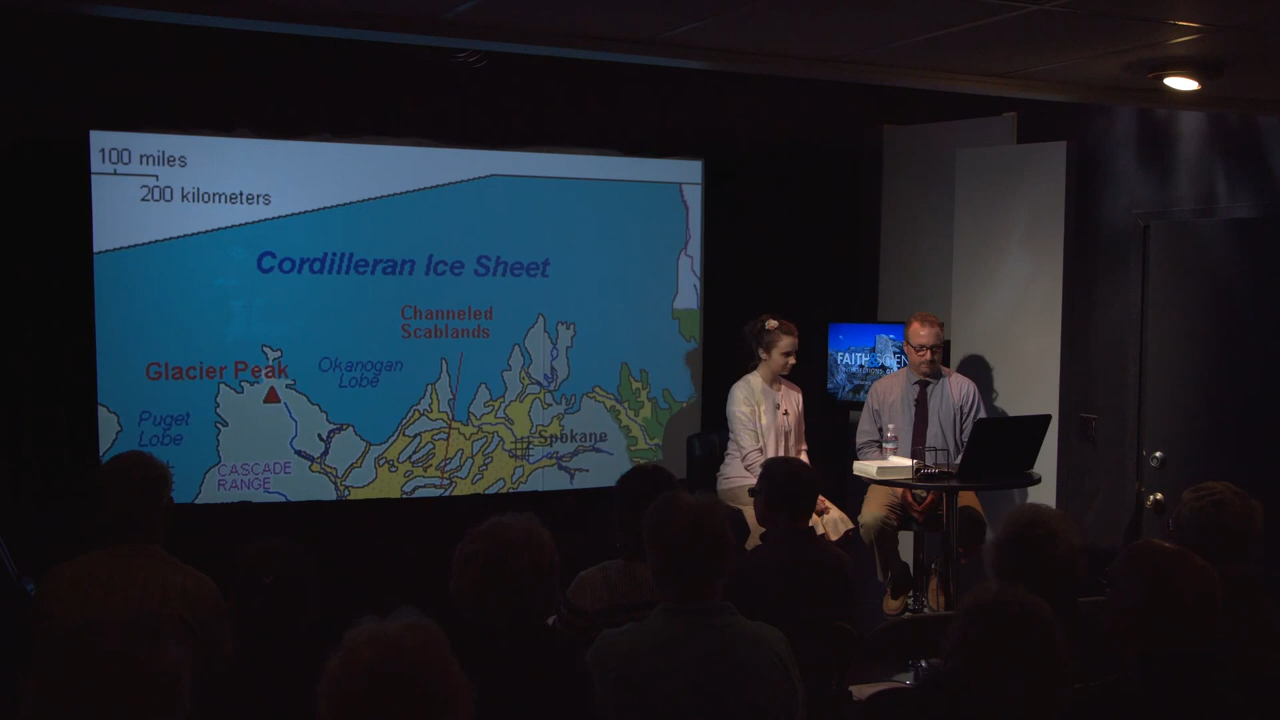 100 miles
200 kilometers
Cordilleran Ice Sheet
Channeled
Scablands
Glacier Peak
Okanogan
Lobe
Puget
Lobe
Spokane
CASCADE
RANGE
FAITH&SCIEN